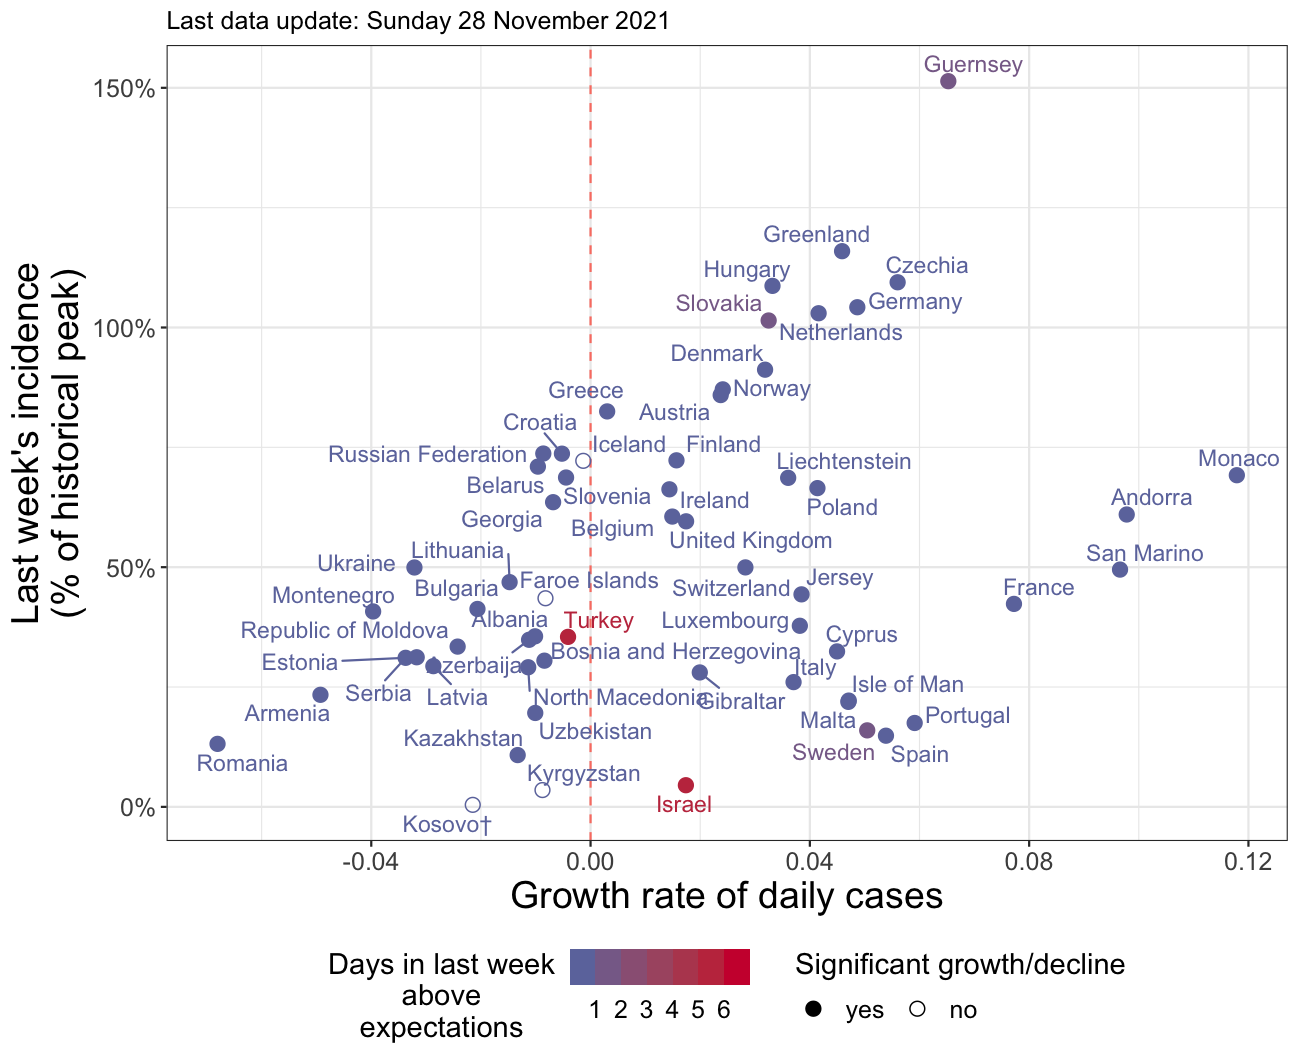 Last data update: Sunday 28 November 2021
Guernsey
150%
Greenland
Czechia
Hungary
Slovakia
Germany
100%
Netherlands
Denmark
Norway
Greece
Austria
Croatia
Iceland
Finland
Russian Federation
Liechtenstein
Monaco
Belarus
Slovenia
Ireland
Andorra
Poland
Georgia
Belgium
United Kingdom
Lithuania
San Marino
Ukraine
50%
Faroe Islands
Jersey
Bulgaria
Switzerland
France
Montenegro
Albania
Turkey
Luxembourg
Republic of Moldova
Cyprus
Bosnia and Herzegovina
Estonia
zerbaija
Italy
Serbia
Latvia
North Macedonia
Gibraltar
Isle of Man
Armenia
Malta
Portugal
Uzbekistan
Kazakhstan
Sweden
Spain
Romania
Kyrgyzstan
0%
Israel
Kosovo†
Last week's incidence
(% of historical peak)
-0.04 0.00 0.04 0.08 0.12
Growth rate of daily cases
Days in last week
above
expectations
1 2 3 4 5 6
Significant growth/decline
yes no